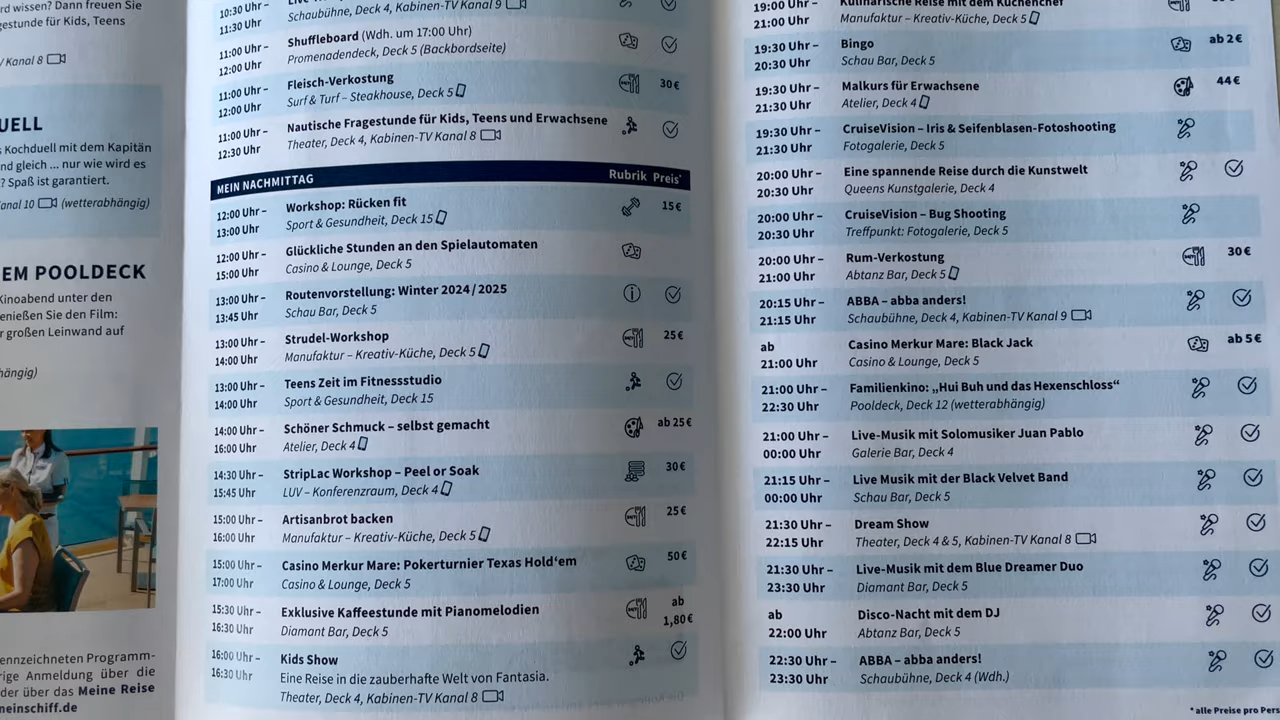 rd wissen? Dann freuen Sie
gestunde für Kids, Teens
/ Kanal 8
UELL
s Kochduell mit dem Kapitän
nd gleich ... nur wie wird es
? Spaß ist garantiert.
anal 10 (wetterabhängig)
EM POOLDECK
Kinoabend unter den
enießen Sie den Film:
r großen Leinwand auf
hängig)
ennzeichneten Programm-
rige Anmeldung über die
der über das Meine Reise
neinschiff.de
10:30 Uhr –
11:30 Uhr
Schaubühne, Deck 4, Kabinen-TV Kanal 9
11:00 Uhr – Shuffleboard (Wdh. um 17:00 Uhr)
12:00 Uhr Promenadendeck, Deck 5 (Backbordseite)
11:00 Uhr – Fleisch-Verkostung 30 €
12:00 Uhr Surf & Turf – Steakhouse, Deck 5
11:00 Uhr – Nautische Fragestunde für Kids, Teens und Erwachsene
12:30 Uhr Theater, Deck 4, Kabinen-TV Kanal 8
MEIN NACHMITTAG Rubrik Preis*
12:00 Uhr – Workshop: Rücken fit 15 €
13:00 Uhr Sport & Gesundheit, Deck 15
12:00 Uhr – Glückliche Stunden an den Spielautomaten
15:00 Uhr Casino & Lounge, Deck 5
13:00 Uhr – Routenvorstellung: Winter 2024 / 2025
13:45 Uhr Schau Bar, Deck 5
13:00 Uhr – Strudel-Workshop 25 €
14:00 Uhr Manufaktur – Kreativ-Küche, Deck 5
13:00 Uhr – Teens Zeit im Fitnessstudio
14:00 Uhr Sport & Gesundheit, Deck 15
14:00 Uhr – Schöner Schmuck – selbst gemacht ab 25 €
16:00 Uhr Atelier, Deck 4
14:30 Uhr – StripLac Workshop – Peel or Soak 30 €
15:45 Uhr LUV – Konferenzraum, Deck 4
15:00 Uhr – Artisanbrot backen 25 €
16:00 Uhr Manufaktur – Kreativ-Küche, Deck 5
15:00 Uhr – Casino Merkur Mare: Pokerturnier Texas Hold‘em 50 €
17:00 Uhr Casino & Lounge, Deck 5
15:30 Uhr – Exklusive Kaffeestunde mit Pianomelodien ab
16:30 Uhr Diamant Bar, Deck 5 1,80 €
16:00 Uhr – Kids Show
16:30 Uhr Eine Reise in die zauberhafte Welt von Fantasia.
Theater, Deck 4, Kabinen-TV Kanal 8
19:00 Uhr – Kulinarische Reise mit dem Küchenchef
21:00 Uhr Manufaktur – Kreativ-Küche, Deck 5
19:30 Uhr – Bingo ab 2 €
20:30 Uhr Schau Bar, Deck 5
19:30 Uhr – Malkurs für Erwachsene 44 €
21:30 Uhr Atelier, Deck 4
19:30 Uhr – CruiseVision – Iris & Seifenblasen-Fotoshooting
21:30 Uhr Fotogalerie, Deck 5
20:00 Uhr – Eine spannende Reise durch die Kunstwelt
20:30 Uhr Queens Kunstgalerie, Deck 4
20:00 Uhr – CruiseVision – Bug Shooting
20:30 Uhr Treffpunkt: Fotogalerie, Deck 5
20:00 Uhr – Rum-Verkostung 30 €
21:00 Uhr Abtanz Bar, Deck 5
20:15 Uhr – ABBA – abba anders!
21:15 Uhr Schaubühne, Deck 4, Kabinen-TV Kanal 9
ab Casino Merkur Mare: Black Jack ab 5 €
21:00 Uhr Casino & Lounge, Deck 5
21:00 Uhr – Familienkino: „Hui Buh und das Hexenschloss“
22:30 Uhr Pooldeck, Deck 12 (wetterabhängig)
21:00 Uhr – Live-Musik mit Solomusiker Juan Pablo
00:00 Uhr Galerie Bar, Deck 4
21:15 Uhr – Live Musik mit der Black Velvet Band
00:00 Uhr Schau Bar, Deck 5
21:30 Uhr – Dream Show
22:15 Uhr Theater, Deck 4 & 5, Kabinen-TV Kanal 8
21:30 Uhr – Live-Musik mit dem Blue Dreamer Duo
23:30 Uhr Diamant Bar, Deck 5
ab Disco-Nacht mit dem DJ
22:00 Uhr Abtanz Bar, Deck 5
22:30 Uhr – ABBA – abba anders!
23:30 Uhr Schaubühne, Deck 4 (Wdh.)
* alle Preise pro Pers